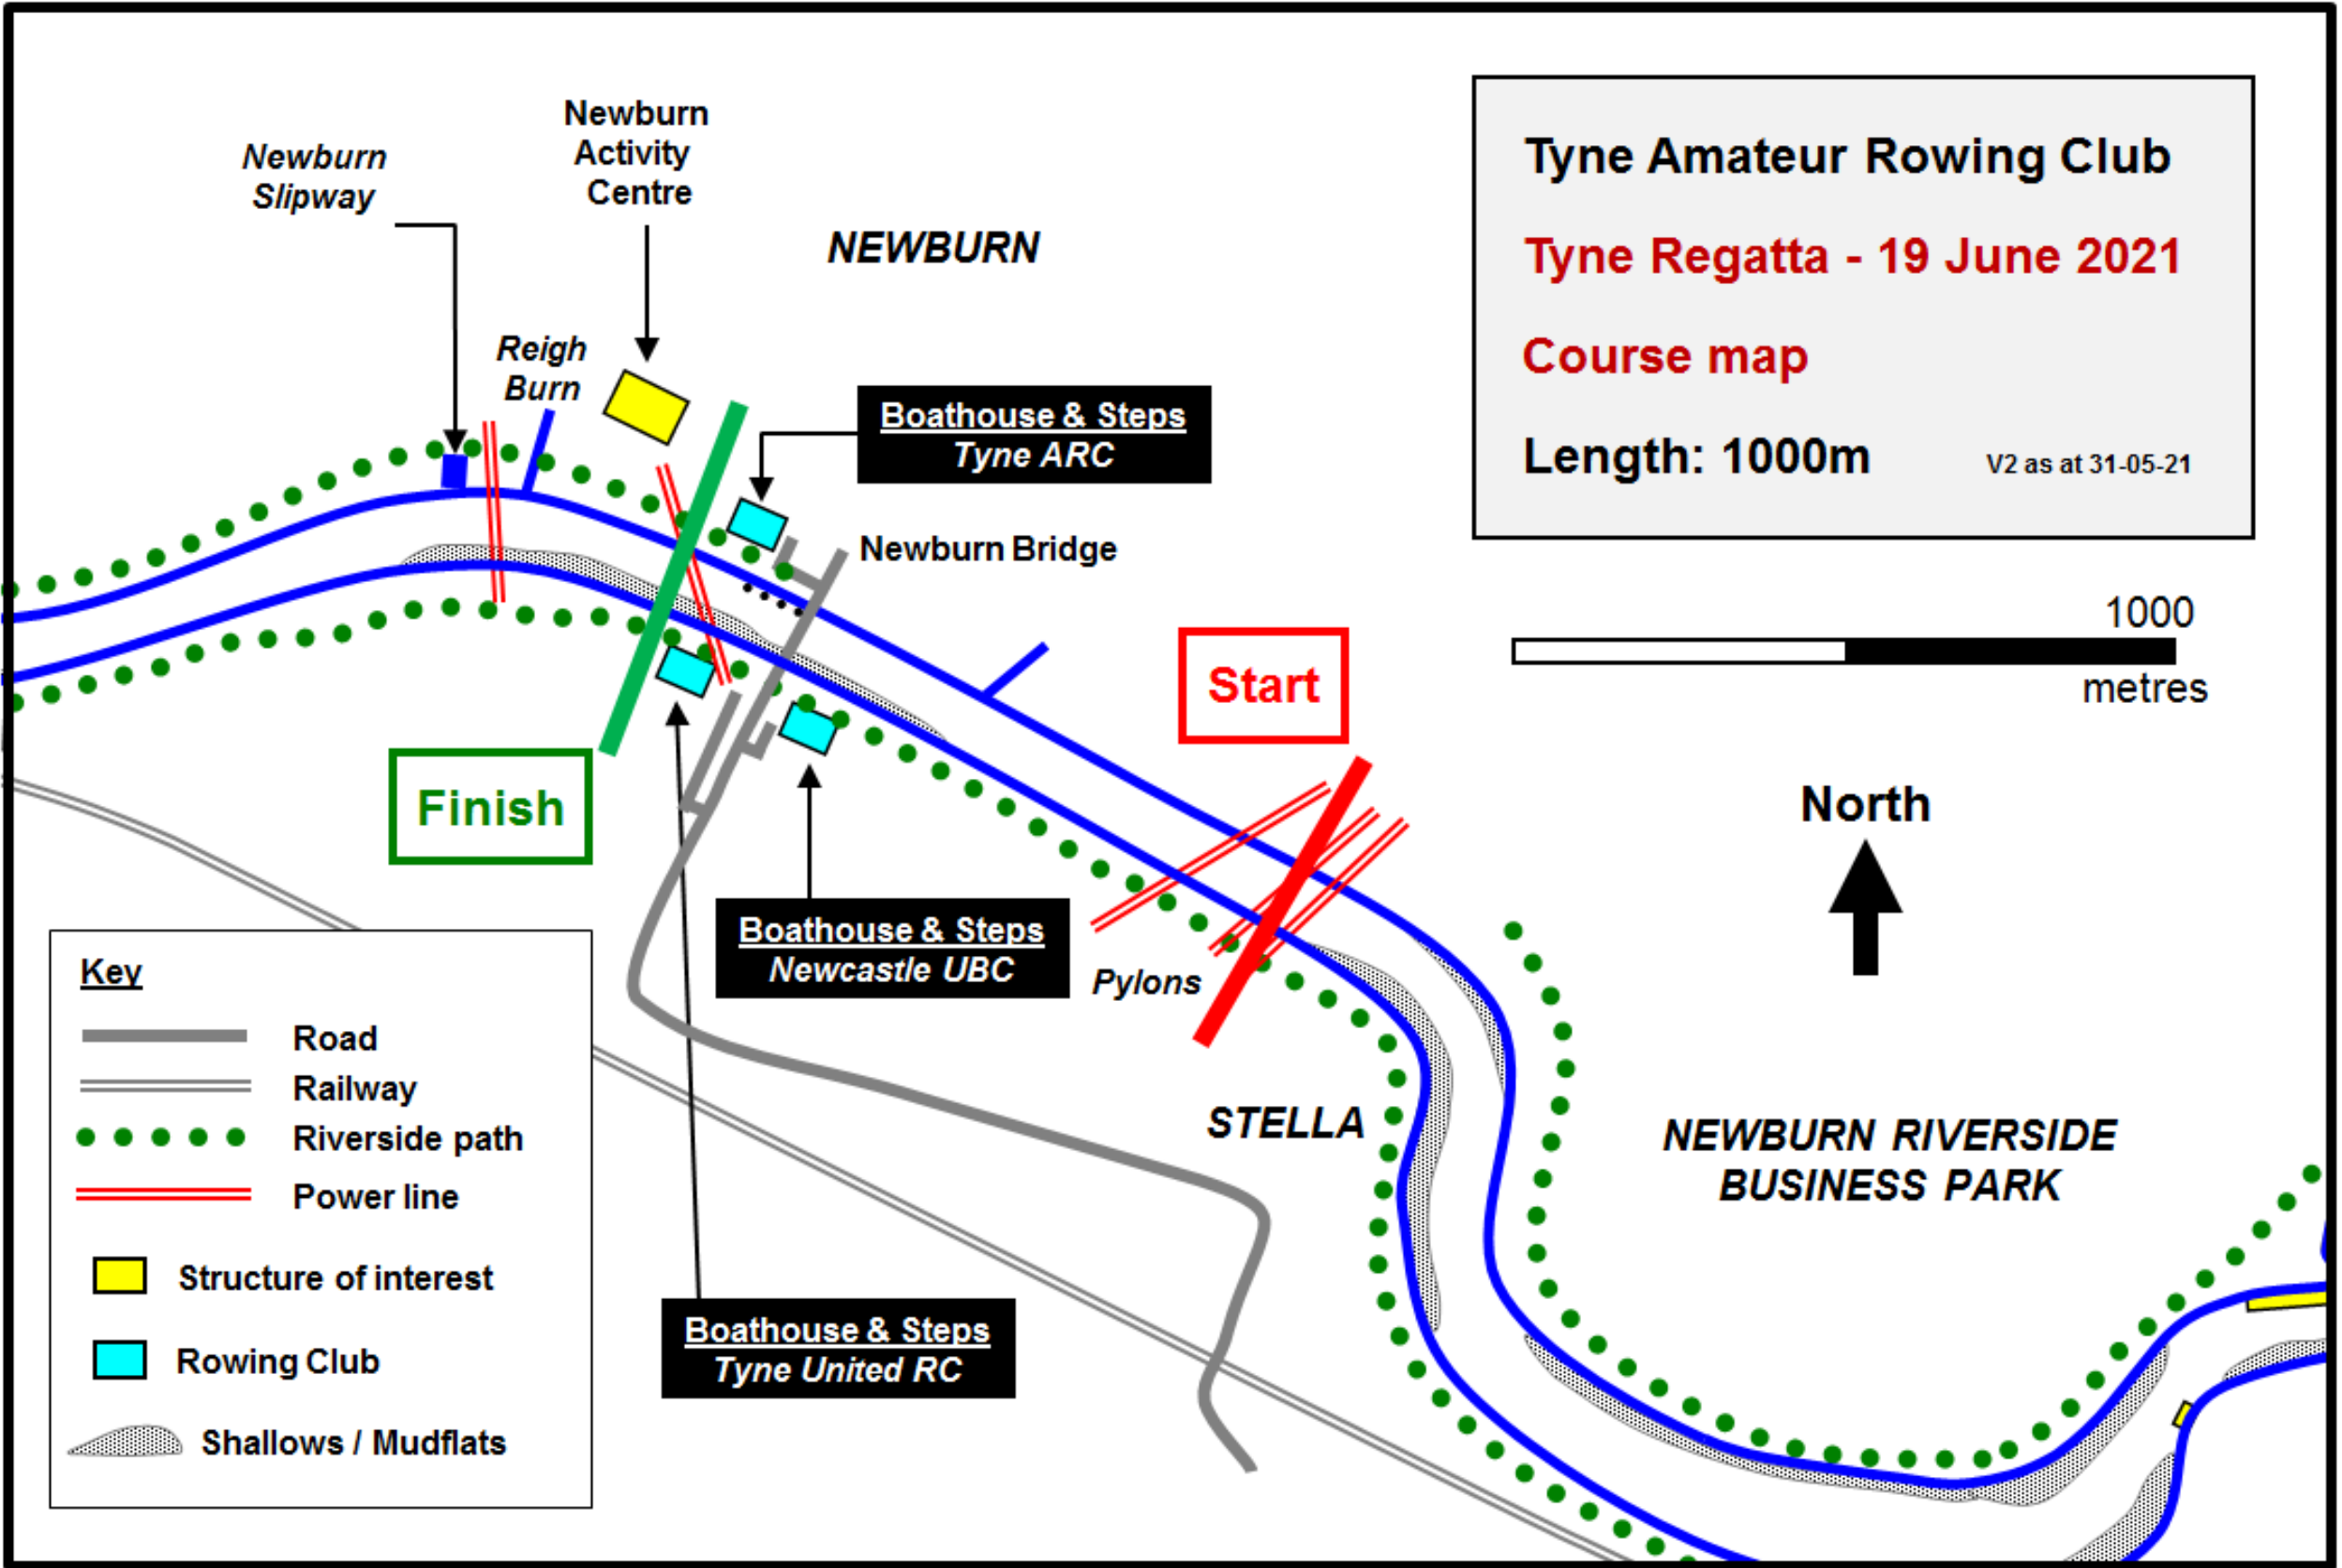 Newburn
Slipway
Newburn
Activity
Centre
NEWBURN
Reigh
Burn
Boathouse & Steps
Tyne ARC
Newburn Bridge
Tyne Amateur Rowing Club
Tyne Regatta - 19 June 2021
Course map
Length: 1000m
V2 as at 31-05-21
1000
metres
Start
North
Finish
Boathouse & Steps
Newcastle UBC
Pylons
STELLA
NEWBURN RIVERSIDE
BUSINESS PARK
Boathouse & Steps
Tyne United RC
Key
Road
Railway
Riverside path
Power line
Structure of interest
Rowing Club
Shallows / Mudflats